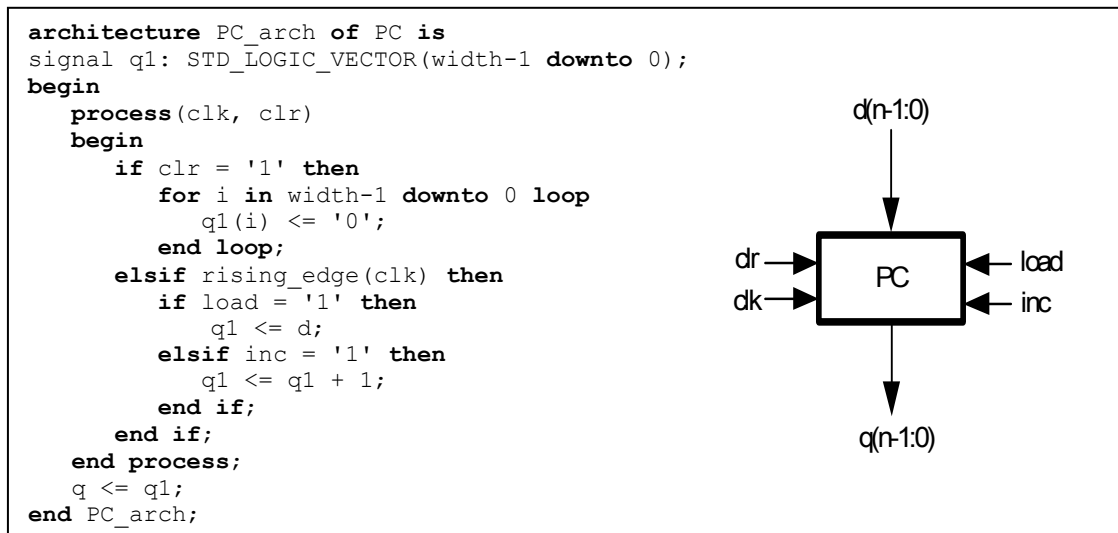 architecture PC_arch of PC is
signal q1: STD_LOGIC_VECTOR(width-1 downto 0);
begin
   process(clk, clr)
   begin
      if clr = '1' then
         for i in width-1 downto 0 loop
            q1(i) <= '0';
         end loop;
      elsif rising_edge(clk) then
         if load = '1' then
             q1 <= d;
         elsif inc = '1' then
            q1 <= q1 + 1;
         end if;
      end if;
   end process;
   q <= q1;
end PC_arch;
d(n-1:0)
clr
clk
PC
load
inc
q(n-1:0)